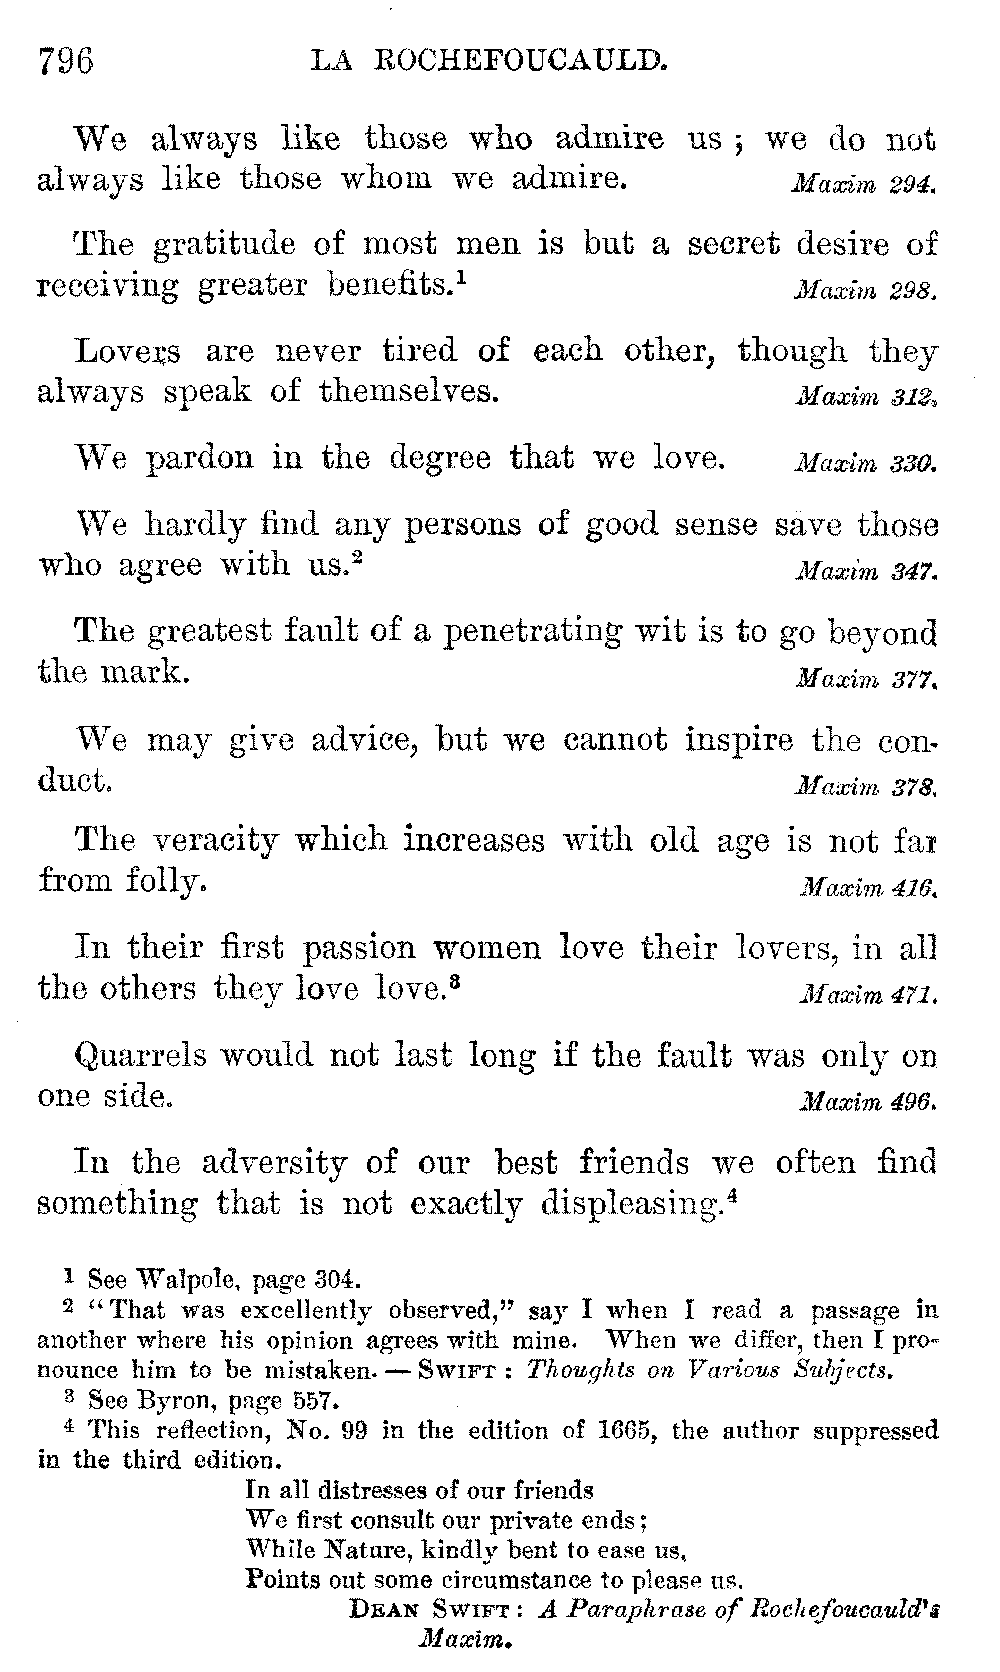 796 LA ROCHEFOUCAULD.
We always like those who admire us ; we do not
always like those whom we admire. Maxim 294.
The gratitude of most men is but a secret desire of
receiving greater benefits.¹ Maxim 298.
Lovers are never tired of each other, though they
always speak of themselves. Maxim 312.
We pardon in the degree that we love. Maxim 330.
We hardly find any persons of good sense save those
who agree with us.² Maxim 347.
The greatest fault of a penetrating wit is to go beyond
the mark. Maxim 377.
We may give advice, but we cannot inspire the con-
duct. Maxim 378.
The veracity which increases with old age is not far
from folly. Maxim 416.
In their first passion women love their lovers, in all
the others they love love.³ Maxim 471.
Quarrels would not last long if the fault was only on
one side. Maxim 496.
In the adversity of our best friends we often find
something that is not exactly displeasing.⁴
1 See Walpole, page 304.
2 “That was excellently observed,” say I when I read a passage in
another where his opinion agrees with mine. When we differ, then I pro-
nounce him to be mistaken. — SWIFT : Thoughts on Various Subjects.
3 See Byron, page 557.
4 This reflection, No. 99 in the edition of 1665, the author suppressed
in the third edition.
In all distresses of our friends
We first consult our private ends;
While Nature, kindly bent to ease us,
Points out some circumstance to please us.
DEAN SWIFT : A Paraphrase of Rochefoucauld's
Maxim.